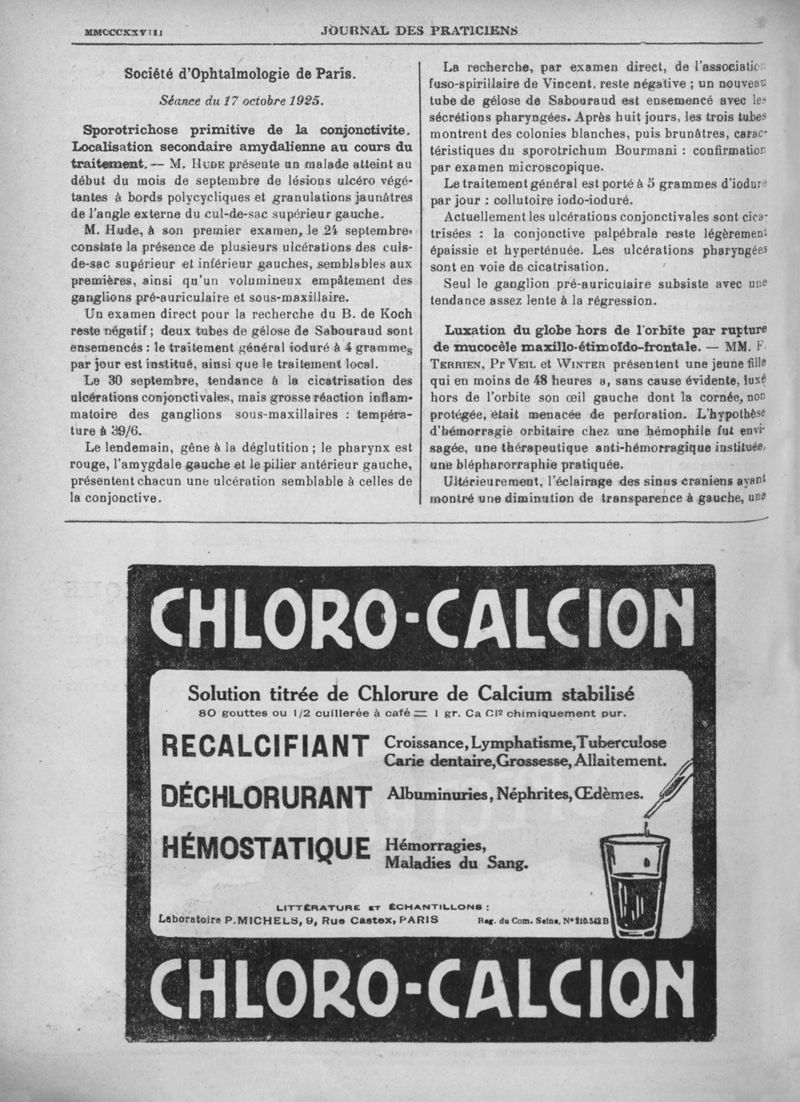 MMCCCXXVIII
JOURNAL DES PRATICIENS
Société d'Ophtalmologie de Paris.
Séance du 17 octobre 1925.
Sporotrichose primitive de la conjonctivite.
Localisation secondaire amydalienne au cours du
traitement. — M. HUDE présente un malade atteint au
début du mois de septembre de lésions ulcéro végé-
tantes à bords polycycliques et granulations jaunâtres
de l'angle externe du cul-de-sac supérieur gauche.
M. Hude, à son premier examen, le 24 septembre,
constate la présence de plusieurs ulcérations des culs-
de-sac supérieur et inférieur gauches, semblables aux
premières, ainsi qu'un volumineux empâtement des
ganglions pré-auriculaire et sous-maxillaire.
Un examen direct pour la recherche du B. de Koch
reste négatif ; deux tubes de gélose de Sabouraud sont
ensemencés : le traitement général ioduré à 4 grammes
par jour est institué, ainsi que le traitement local.
Le 30 septembre, tendance à la cicatrisation des
ulcérations conjonctivales, mais grosse réaction inflam-
matoire des ganglions sous-maxillaires : tempéra-
ture à 39/6.
Le lendemain, gêne à la déglutition ; le pharynx est
rouge, l'amygdale gauche et le pilier antérieur gauche,
présentent chacun une ulcération semblable à celles de
la conjonctive.
La recherche, par examen direct, de l'association
fuso-spirillaire de Vincent, reste négative ; un nouveau
tube de gélose de Sabouraud est ensemencé avec les
sécrétions pharyngées. Après huit jours, les trois tubes
montrent des colonies blanches, puis brunâtres, carac-
téristiques du sporotrichum Bourmani : confirmation
par examen microscopique.
Le traitement général est porté à 5 grammes d'iodure
par jour : collutoire iodo-ioduré.
Actuellement les ulcérations conjonctivales sont cica-
trisées : la conjonctive palpébrale reste légèrement
épaissie et hyperténuée. Les ulcérations pharyngées
sont en voie de cicatrisation.
Seul le ganglion pré-auriculaire subsiste avec une
tendance assez lente à la régression.
Luxation du globe hors de l'orbite par rupture
de mucocèle maxillo-étimoïdo-frontale. — MM. F.
TERRIEN, Pr VEIL et WINTER présentent une jeune fille
qui en moins de 48 heures a, sans cause évidente, luxé
hors de l'orbite son œil gauche dont la cornée, non
protégée, était menacée de perforation. L'hypothèse
d'hémorragie orbitaire chez une hémophile fut envi-
sagée, une thérapeutique anti-hémorragique instituée,
une blépharorraphie pratiquée.
Ultérieurement, l'éclairage des sinus craniens ayant
montré une diminution de transparence à gauche, une
CHLORO-CALCION
Solution titrée de Chlorure de Calcium stabilisé
80 gouttes ou 1/2 cuillerée à café = 1 gr. Ca Cl² chimiquement pur.
RECALCIFIANT Croissance, Lymphatisme, Tuberculose
Carie dentaire, Grossesse, Allaitement.
DÉCHLORURANT Albuminuries, Néphrites, Œdèmes.
HÉMOSTATIQUE Hémorragies,
Maladies du Sang.
LITTÉRATURE ET ÉCHANTILLONS :
Laboratoire P. MICHELS, 9, Rue Castex, PARIS Reg. du Com. Seine, N° 210.542 B
CHLORO-CALCION